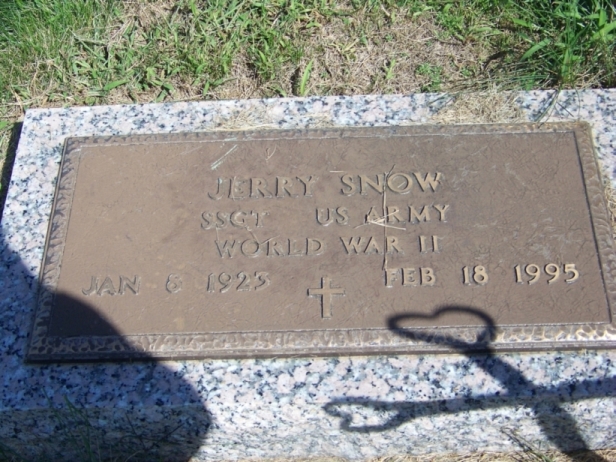 JERRY SNOW
SSGT US ARMY
WORLD WAR II
JAN 6 1923 FEB 18 1995